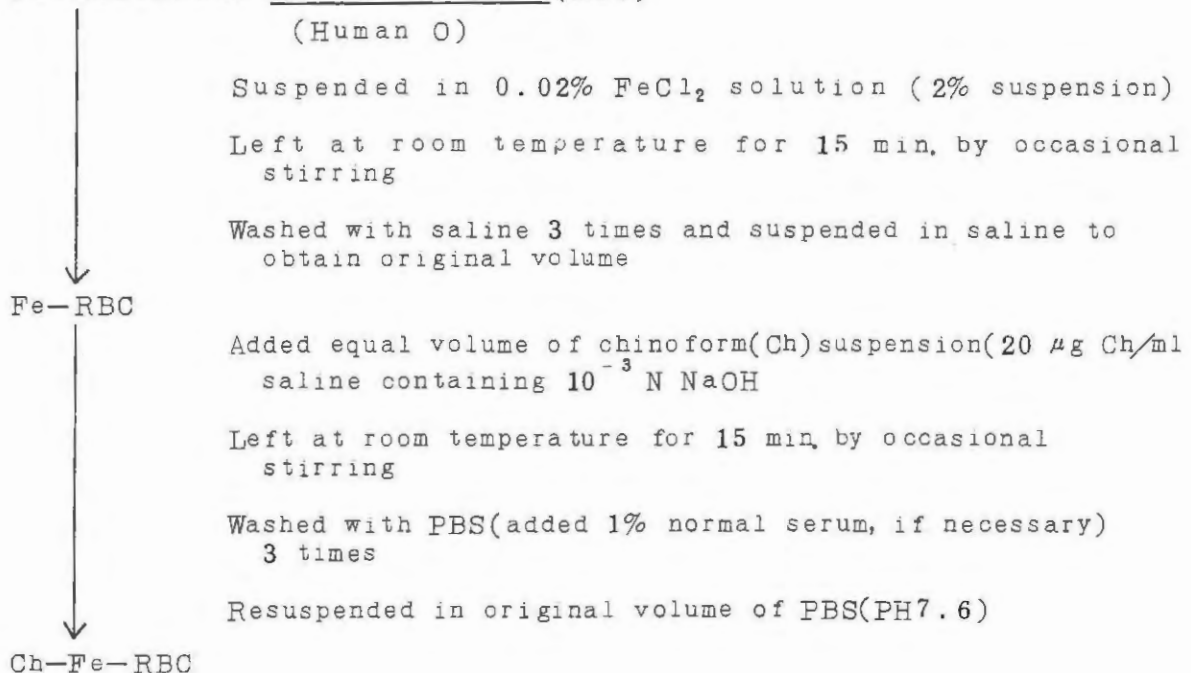 (Human O)
Suspended in 0.02% FeCl₂ solution (2% suspension)
Left at room temperature for 15 min. by occasional
stirring
Washed with saline 3 times and suspended in saline to
obtain original volume
Fe—RBC
Added equal volume of chinoform(Ch)suspension(20 μg Ch/ml
saline containing 10⁻³ N NaOH
Left at room temperature for 15 min. by occasional
stirring
Washed with PBS(added 1% normal serum, if necessary)
3 times
Resuspended in original volume of PBS(PH7.6)
Ch—Fe—RBC